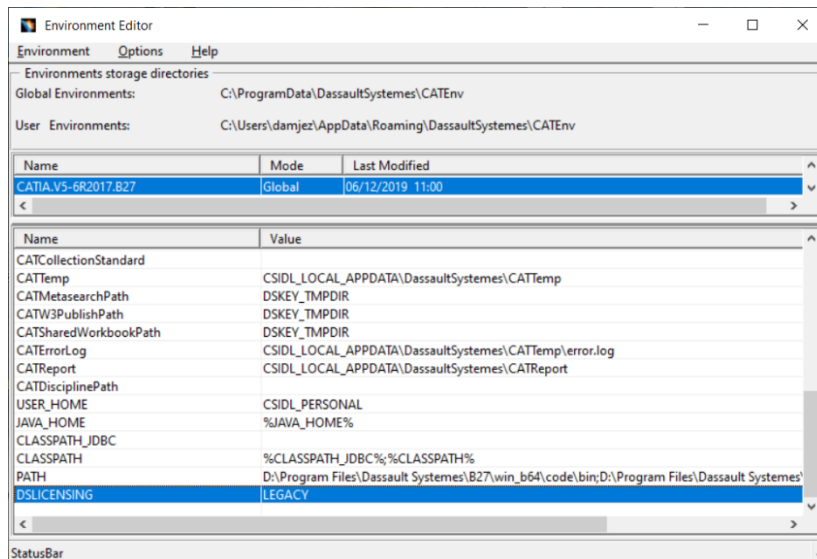 Environment Editor
Environment Options Help
Environments storage directories
Global Environments: C:\ProgramData\DassaultSystemes\CATEnv
User Environments: C:\Users\damjez\AppData\Roaming\DassaultSystemes\CATEnv
Name Mode Last Modified
CATIA.V5-6R2017.B27 Global 06/12/2019 11:00
Name Value
CATCollectionStandard
CATTemp CSIDL_LOCAL_APPDATA\DassaultSystemes\CATTemp
CATMetasearchPath DSKEY_TMPDIR
CATW3PublishPath DSKEY_TMPDIR
CATSharedWorkbookPath DSKEY_TMPDIR
CATErrorLog CSIDL_LOCAL_APPDATA\DassaultSystemes\CATTemp\error.log
CATReport CSIDL_LOCAL_APPDATA\DassaultSystemes\CATReport
CATDisciplinePath
USER_HOME CSIDL_PERSONAL
JAVA_HOME %JAVA_HOME%
CLASSPATH_JDBC
CLASSPATH %CLASSPATH_JDBC%;%CLASSPATH%
PATH D:\Program Files\Dassault Systemes\B27\win_b64\code\bin;D:\Program Files\Dassault Systemes\
DSLICENSING LEGACY
StatusBar